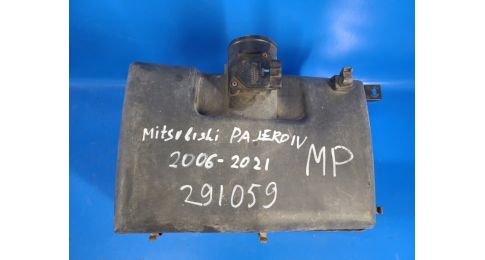 Mitsubishi PAJERO IV
2006-2021
MP
291059